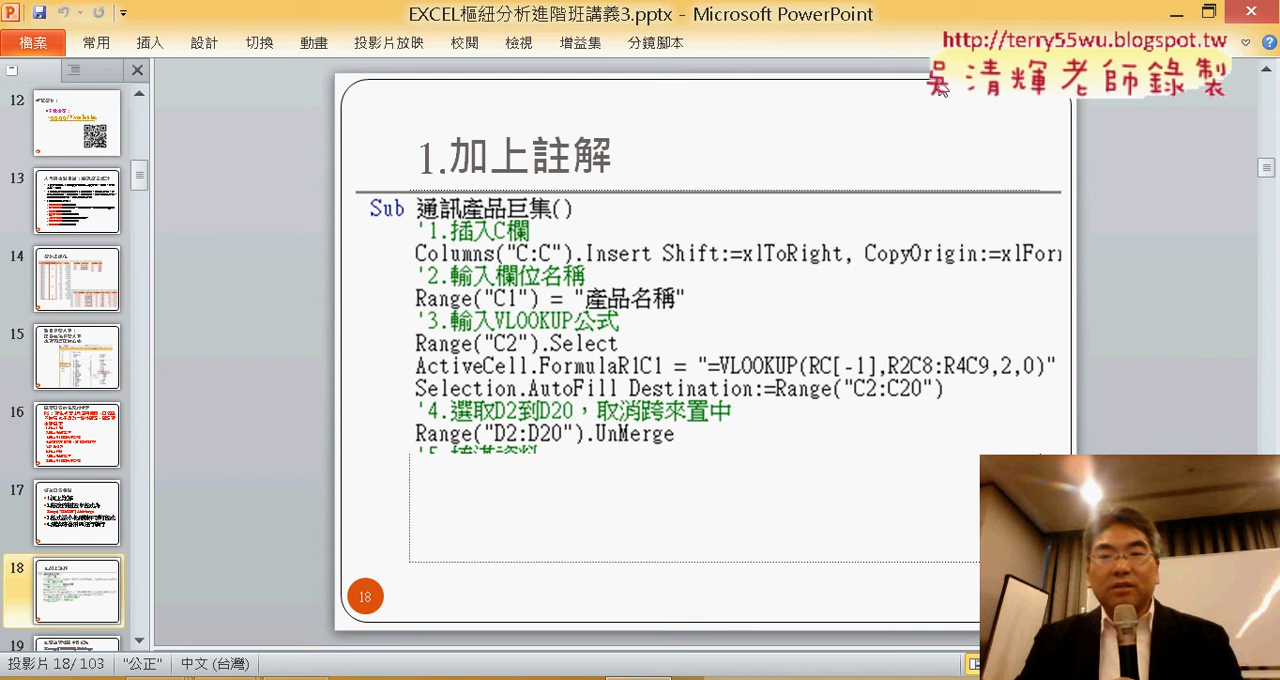 EXCEL樞紐分析進階班講義3.pptx - Microsoft PowerPoint
檔案 常用 插入 設計 切換 動畫 投影片放映 校閱 檢視 增益集 分鏡腳本
http://terry55wu.blogspot.tw
吳清輝老師錄製
12
13
14
15
16
17
18
19
1.加上註解
Sub 通訊產品巨集()
'1.插入C欄
Columns("C:C").Insert Shift:=xlToRight, CopyOrigin:=xlFor
'2.輸入欄位名稱
Range("C1") = "產品名稱"
'3.輸入VLOOKUP公式
Range("C2").Select
ActiveCell.FormulaR1C1 = "=VLOOKUP(RC[-1],R2C8:R4C9,2,0)"
Selection.AutoFill Destination:=Range("C2:C20")
'4.選取D2到D20，取消跨來置中
Range("D2:D20").UnMerge
18
投影片 18/ 103 "公正" 中文 (台灣)